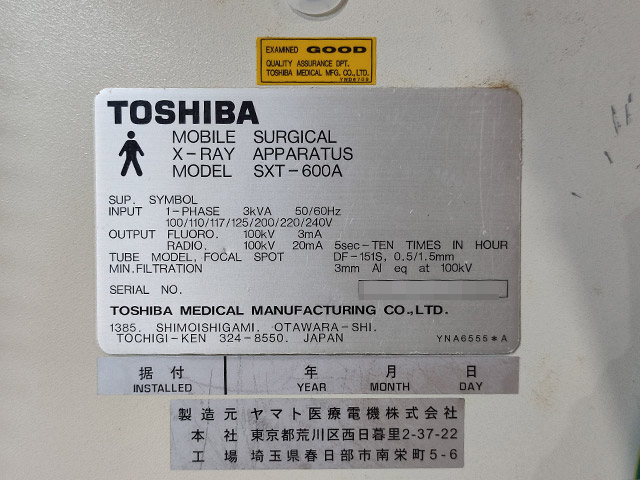 EXAMINED GOOD
QUALITY ASSURANCE DPT.
TOSHIBA MEDICAL MFG. CO., LTD.
TOSHIBA
MOBILE SURGICAL
X-RAY APPARATUS
MODEL SXT-600A
SUP. SYMBOL
INPUT 1-PHASE 3kVA 50/60Hz
100/110/117/125/200/220/240V
OUTPUT FLUORO. 100kV 3mA
RADIO. 100kV 20mA 5sec-TEN TIMES IN HOUR
TUBE MODEL, FOCAL SPOT DF-151S, 0.5/1.5mm
MIN. FILTRATION 3mm Al eq at 100kV
SERIAL NO.
TOSHIBA MEDICAL MANUFACTURING CO., LTD.
1385. SHIMOISHIGAMI. OTAWARA-SHI.
TOCHIGI-KEN 324-8550. JAPAN YNA6555*A
据付 年 月 日
INSTALLED YEAR MONTH DAY
製造元 ヤマト医療電機株式会社
本社 東京都荒川区西日暮里2-37-22
工場 埼玉県春日部市南栄町5-6